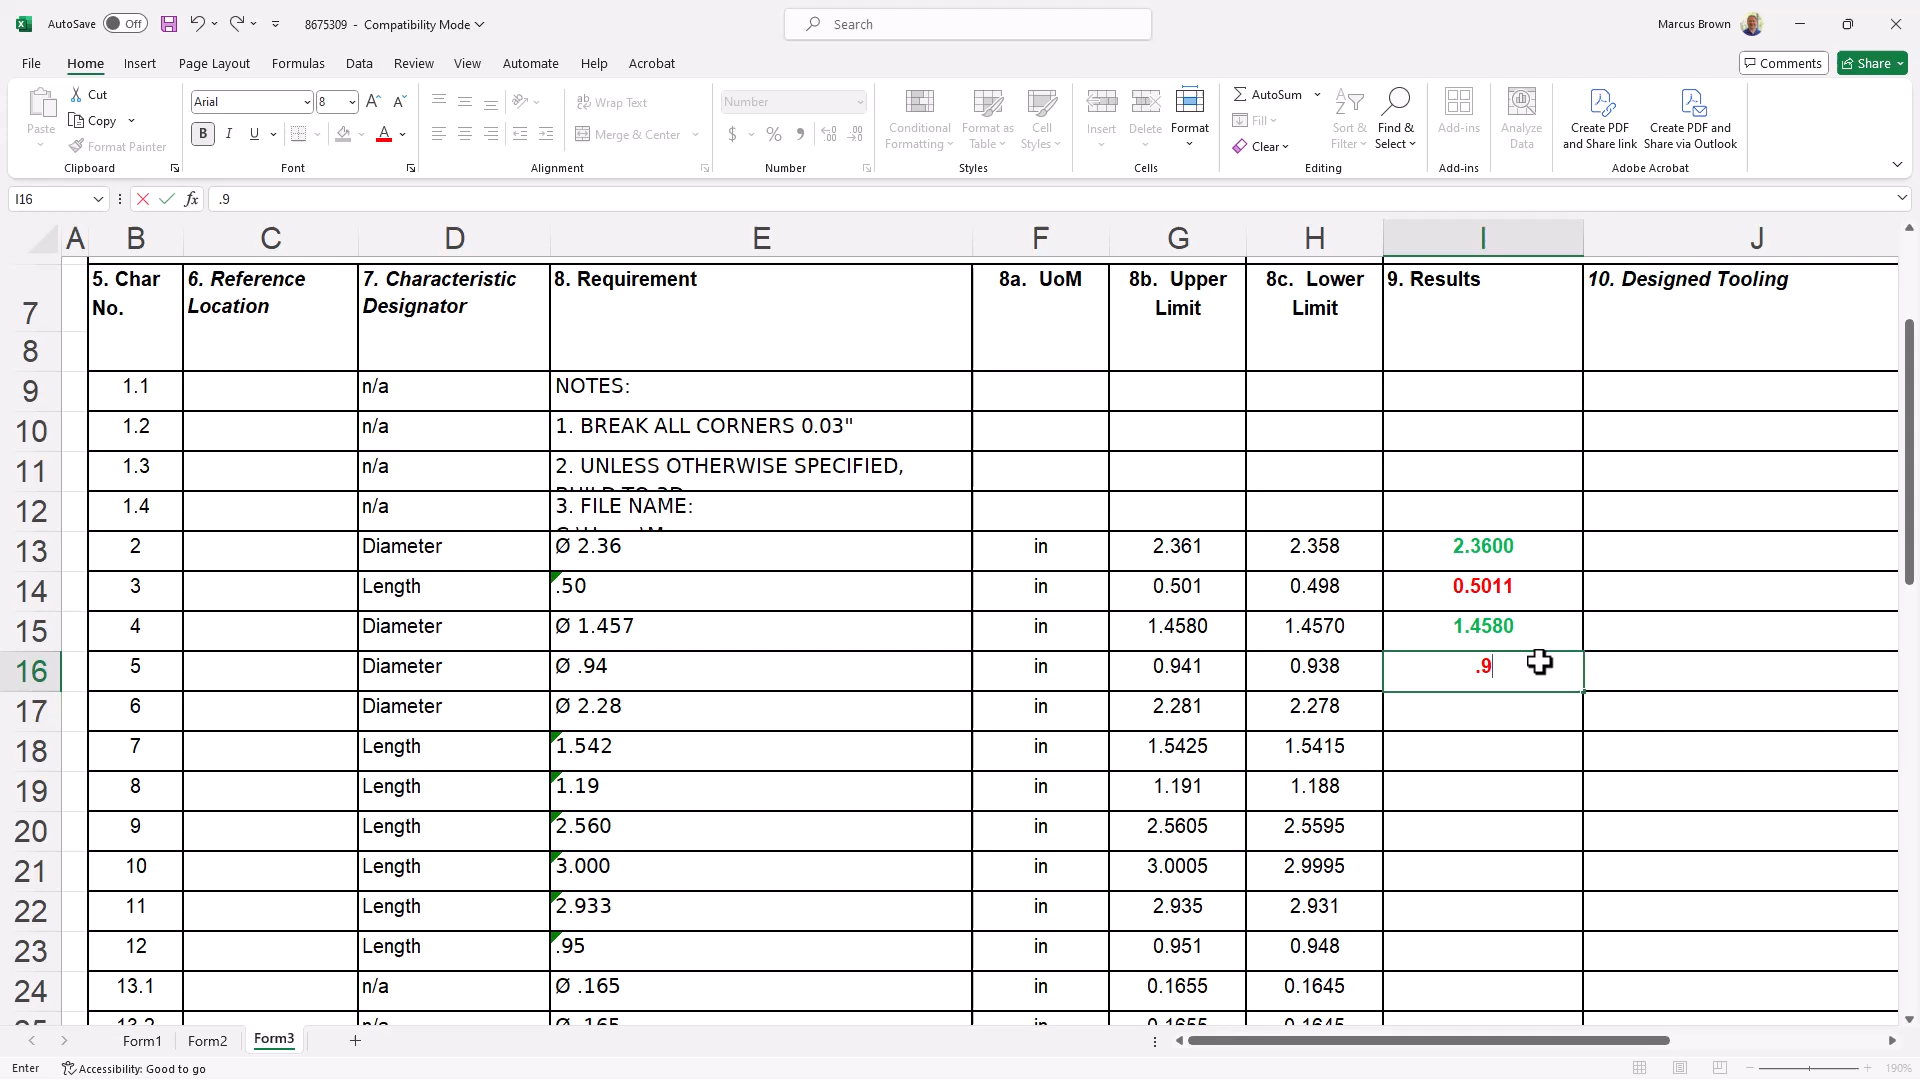 AutoSave Off 8675309 - Compatibility Mode Search Marcus Brown
File Home Insert Page Layout Formulas Data Review View Automate Help Acrobat Comments Share
Paste Cut Copy Format Painter
Clipboard
Arial 8 A A
B I U A
Font
Wrap Text
Merge & Center
Alignment
Number
$ % ,
Number
Conditional Formatting Format as Table Cell Styles
Styles
Insert Delete Format
Cells
AutoSum Fill Clear
Sort & Filter Find & Select
Editing
Add-ins
Add-ins
Analyze Data
Create PDF and Share link Create PDF and Share via Outlook
Adobe Acrobat
I16 fx .9
A B C D E F G H I J
7 5. Char No. 6. Reference Location 7. Characteristic Designator 8. Requirement 8a. UoM 8b. Upper Limit 8c. Lower Limit 9. Results 10. Designed Tooling
8
9 1.1 n/a NOTES:
10 1.2 n/a 1. BREAK ALL CORNERS 0.03"
11 1.3 n/a 2. UNLESS OTHERWISE SPECIFIED,
12 1.4 n/a 3. FILE NAME:
13 2 Diameter Ø 2.36 in 2.361 2.358 2.3600
14 3 Length .50 in 0.501 0.498 0.5011
15 4 Diameter Ø 1.457 in 1.4580 1.4570 1.4580
16 5 Diameter Ø .94 in 0.941 0.938 .9
17 6 Diameter Ø 2.28 in 2.281 2.278
18 7 Length 1.542 in 1.5425 1.5415
19 8 Length 1.19 in 1.191 1.188
20 9 Length 2.560 in 2.5605 2.5595
21 10 Length 3.000 in 3.0005 2.9995
22 11 Length 2.933 in 2.935 2.931
23 12 Length .95 in 0.951 0.948
24 13.1 n/a Ø .165 in 0.1655 0.1645
25 13.2 n/a Ø .165 in 0.1655 0.1645
Form1 Form2 Form3
Enter Accessibility: Good to go 190%